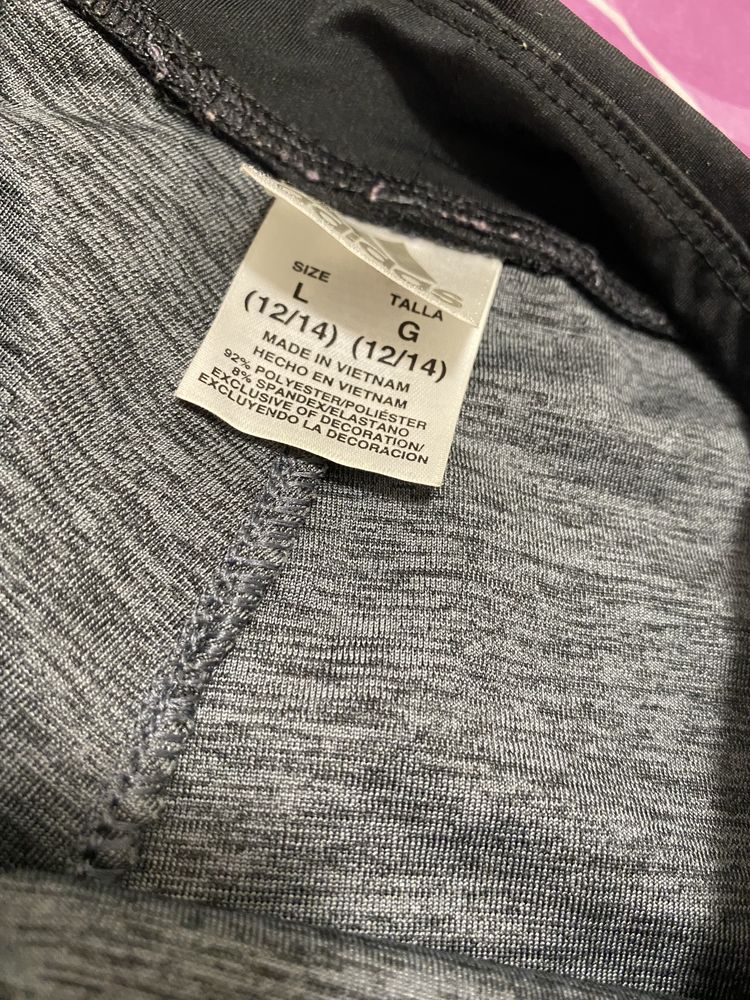 adidas
SIZE TALLA
L G
(12/14) (12/14)
MADE IN VIETNAM
HECHO EN VIETNAM
92% POLYESTER/POLIÉSTER
8% SPANDEX/ELASTANO
EXCLUSIVE OF DECORATION/
EXCLUYENDO LA DECORACION